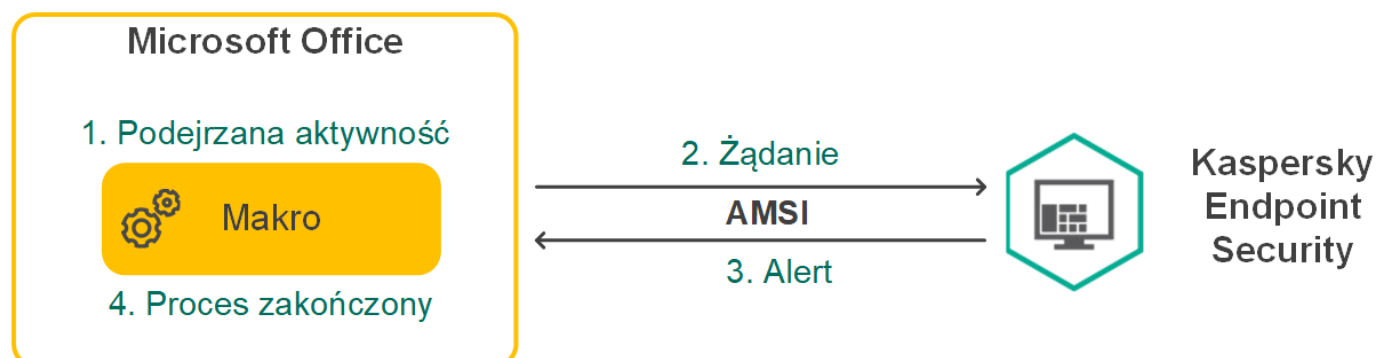 Microsoft Office
1. Podejrzana aktywność
Makro
4. Proces zakończony
2. Żądanie
AMSI
3. Alert
Kaspersky
Endpoint
Security